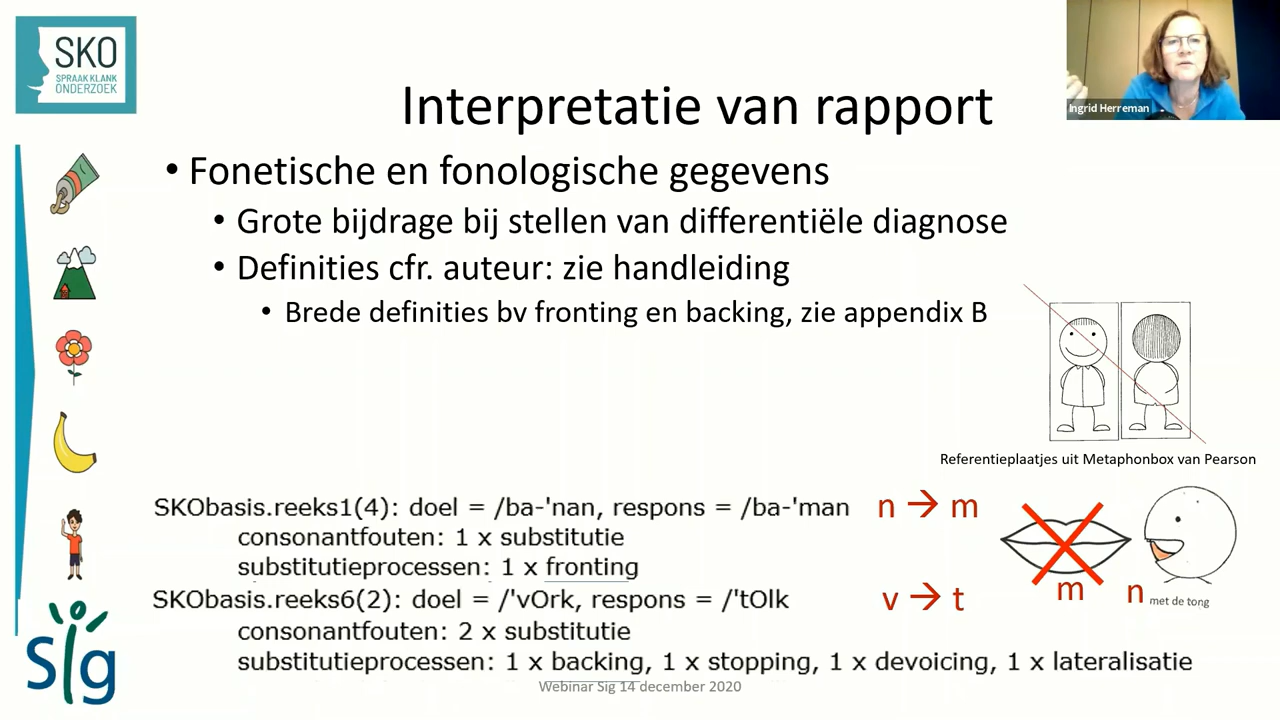 SKO
SPRAAK KLANK
ONDERZOEK
Ingrid Herreman
Interpretatie van rapport
• Fonetische en fonologische gegevens
• Grote bijdrage bij stellen van differentiële diagnose
• Definities cfr. auteur: zie handleiding
• Brede definities bv fronting en backing, zie appendix B
Referentieplaatjes uit Metaphonbox van Pearson
SKObasis.reeks1(4): doel = /ba-'nan, respons = /ba-'man n → m
consonantfouten: 1 x substitutie
substitutieprocessen: 1 x fronting
m n met de tong
SKObasis.reeks6(2): doel = /'vOrk, respons = /'tOlk v → t
consonantfouten: 2 x substitutie
substitutieprocessen: 1 x backing, 1 x stopping, 1 x devoicing, 1 x lateralisatie
Sig
Webinar Sig 14 december 2020